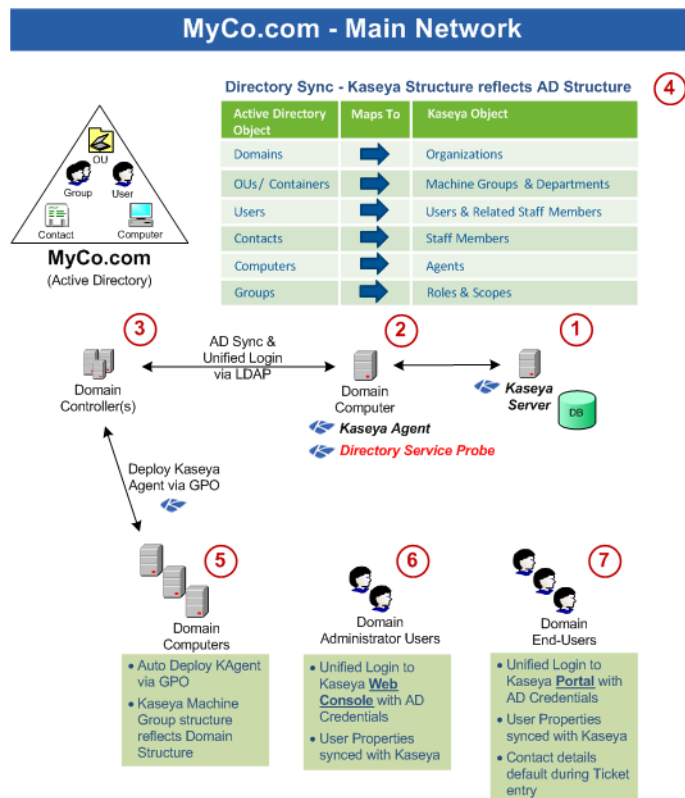 MyCo.com - Main Network
Directory Sync - Kaseya Structure reflects AD Structure
4
Active Directory
Object
Maps To
Kaseya Object
Domains
Organizations
OUs/ Containers
Machine Groups & Departments
Users
Users & Related Staff Members
Contacts
Staff Members
Computers
Agents
Groups
Roles & Scopes
OU
Group
User
Contact
Computer
MyCo.com
(Active Directory)
3
AD Sync &
Unified Login
via LDAP
2
1
Domain
Controller(s)
Domain
Computer
Kaseya Agent
Directory Service Probe
Kaseya
Server
DB
Deploy Kaseya
Agent via GPO
5
Domain
Computers
• Auto Deploy KAgent
via GPO
• Kaseya Machine
Group structure
reflects Domain
Structure
6
Domain
Administrator Users
• Unified Login to
Kaseya Web
Console with AD
Credentials
• User Properties
synced with Kaseya
7
Domain
End-Users
• Unified Login to
Kaseya Portal with
AD Credentials
• User Properties
synced with Kaseya
• Contact details
default during Ticket
entry